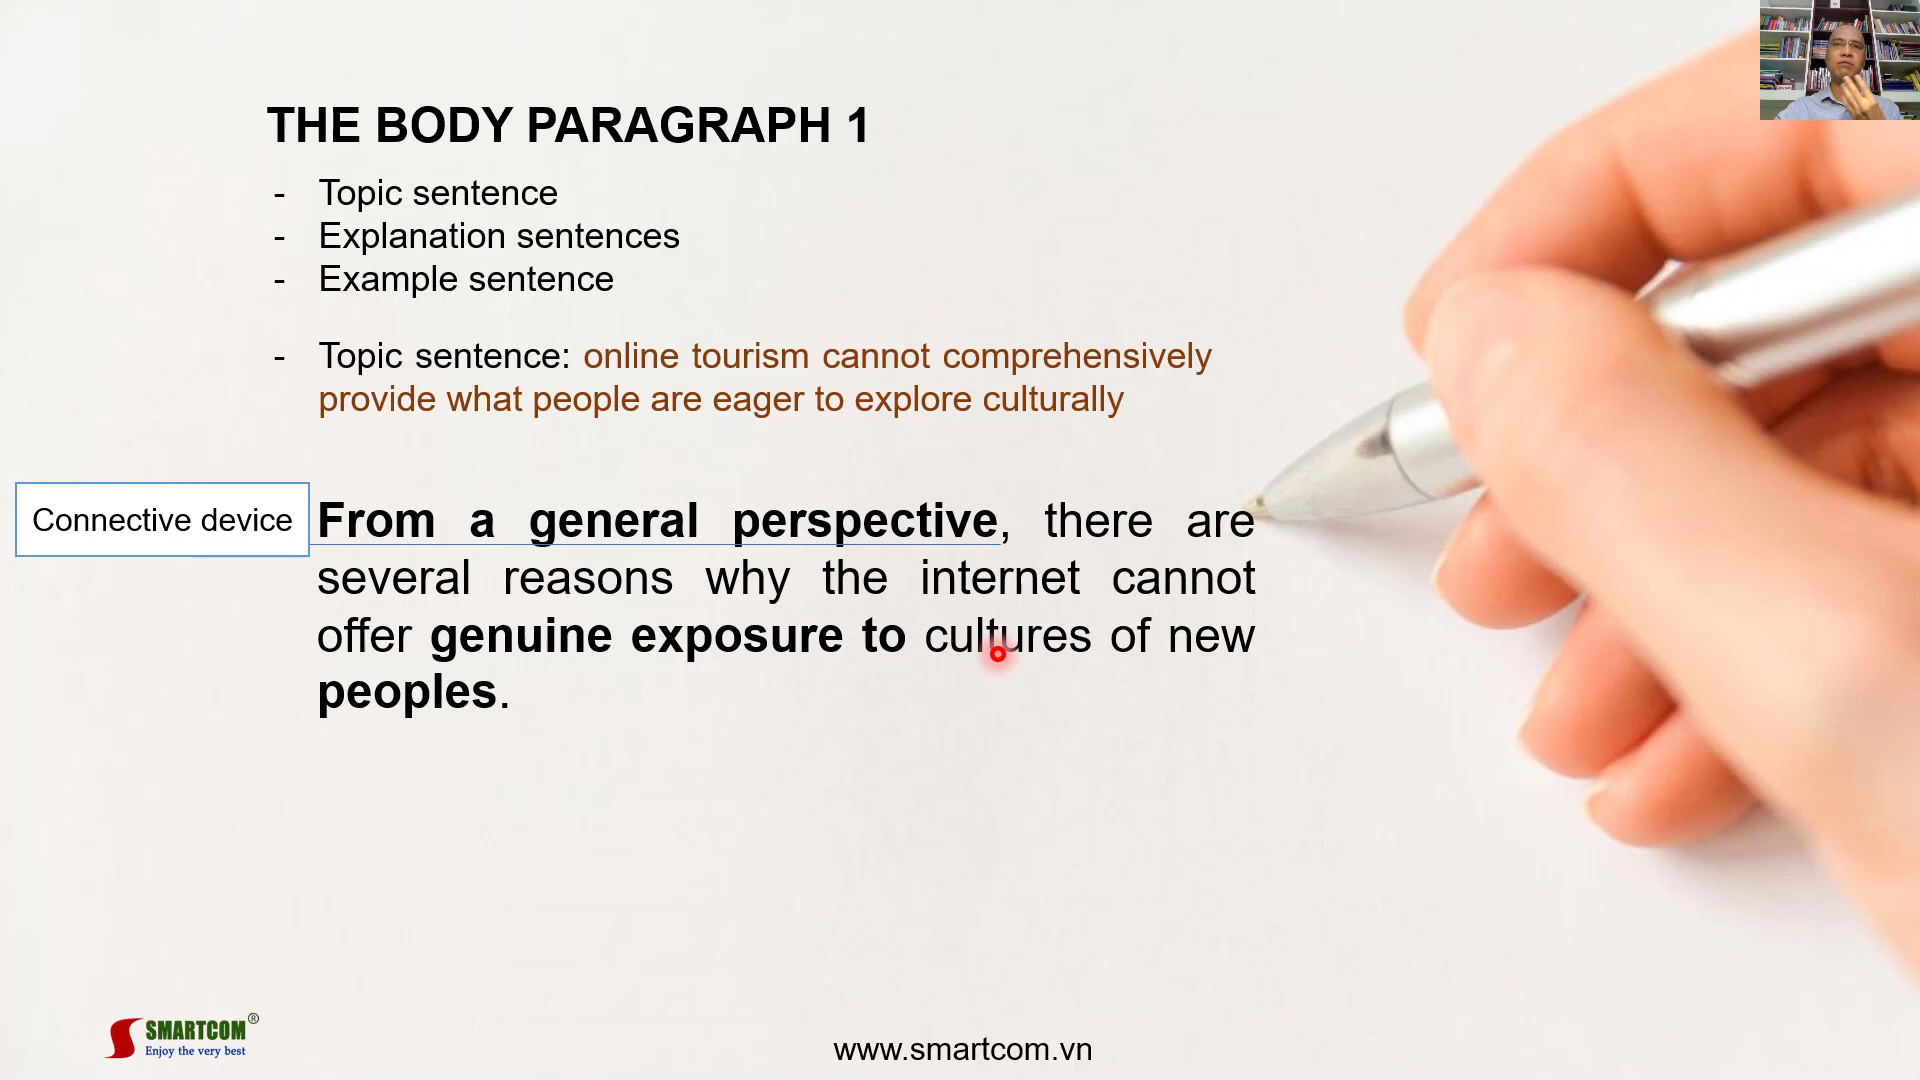 THE BODY PARAGRAPH 1
- Topic sentence
- Explanation sentences
- Example sentence
- Topic sentence: online tourism cannot comprehensively
provide what people are eager to explore culturally
Connective device
From a general perspective, there are
several reasons why the internet cannot
offer genuine exposure to cultures of new
peoples.
SMARTCOM®
Enjoy the very best
www.smartcom.vn